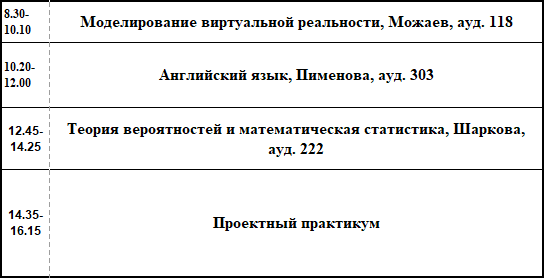 8.30-
10.10
Моделирование виртуальной реальности, Можаев, ауд. 118
10.20-
12.00
Английский язык, Пименова, ауд. 303
12.45-
14.25
Теория вероятностей и математическая статистика, Шаркова,
ауд. 222
14.35-
16.15
Проектный практикум